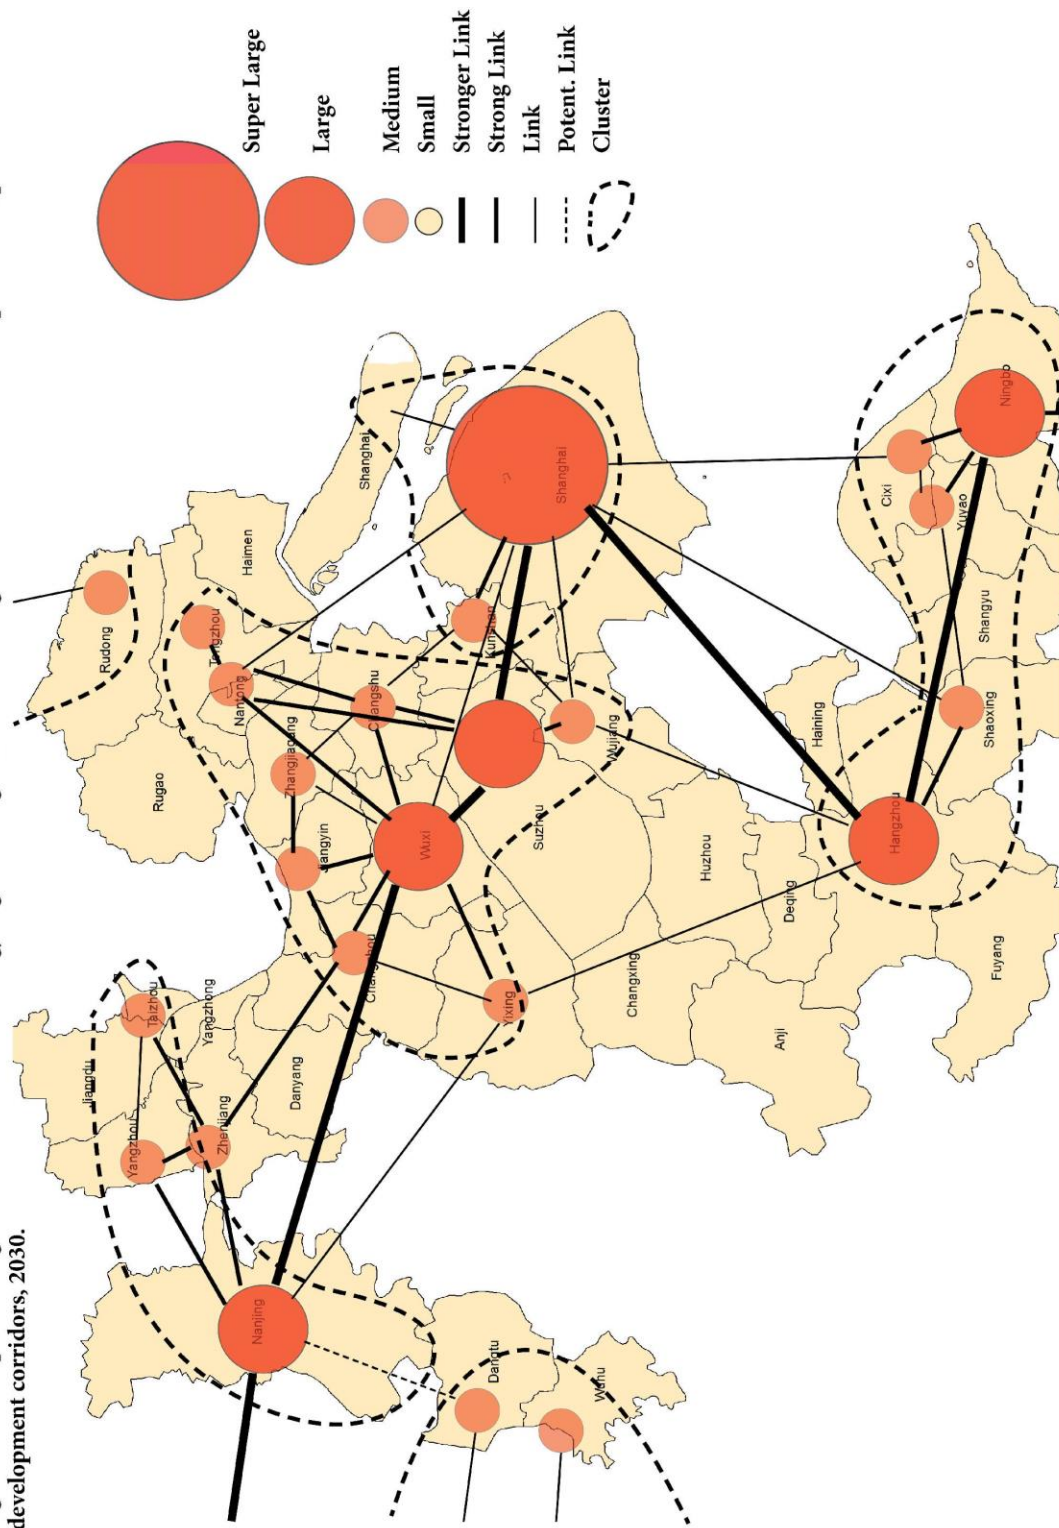 development corridors, 2030.
Super Large
Large
Medium
Small
Stronger Link
Strong Link
Link
Potent. Link
Cluster
Rudong
Rugao
Haimen
Tongzhou
Nantong
Shanghai
Shanghai
Kunshan
Changshu
Zhangjiagang
Jiangyin
Wuxi
Suzhou
Wujiang
Changzhou
Yixing
Taizhou
Yangzhong
Jiangdu
Yangzhou
Zhenjiang
Danyang
Nanjing
Dangtu
Wuhu
Changxing
Huzhou
Anji
Deqing
Haining
Hangzhou
Fuyang
Shaoxing
Shangyu
Yuyao
Cixi
Ningbo